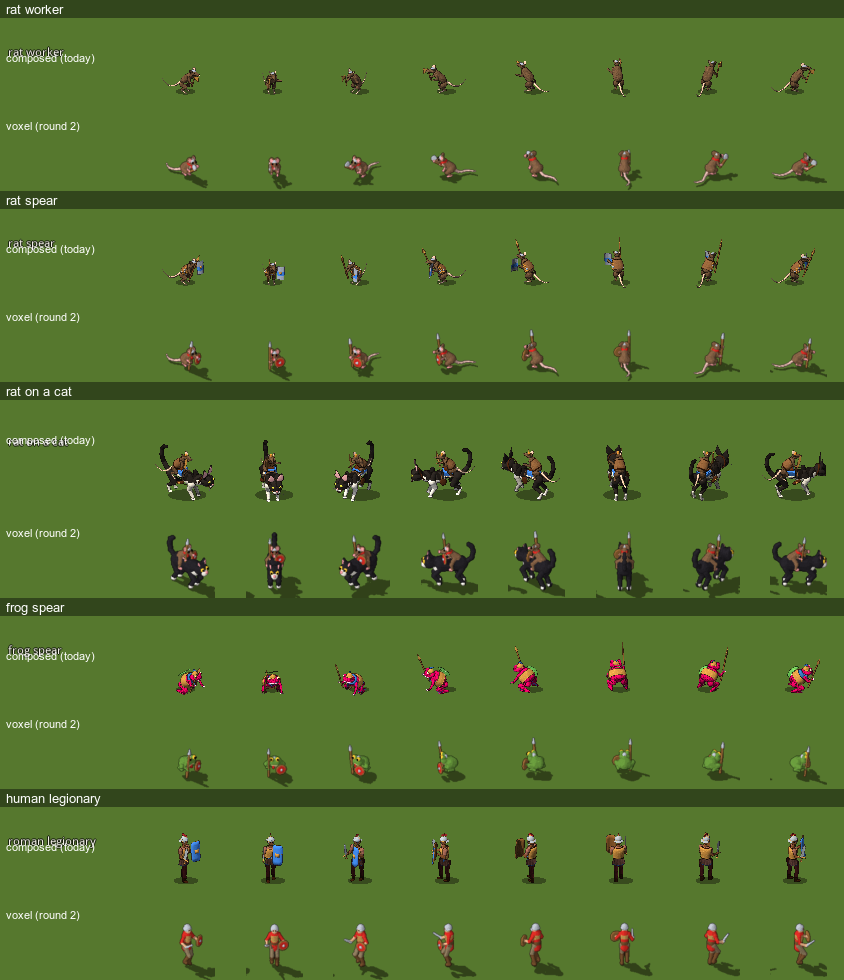 rat worker
rat worker
composed (today)
voxel (round 2)
rat spear
rat spear
composed (today)
voxel (round 2)
rat on a cat
composed (today)
voxel (round 2)
frog spear
frog spear
composed (today)
voxel (round 2)
human legionary
roman legionary
composed (today)
voxel (round 2)